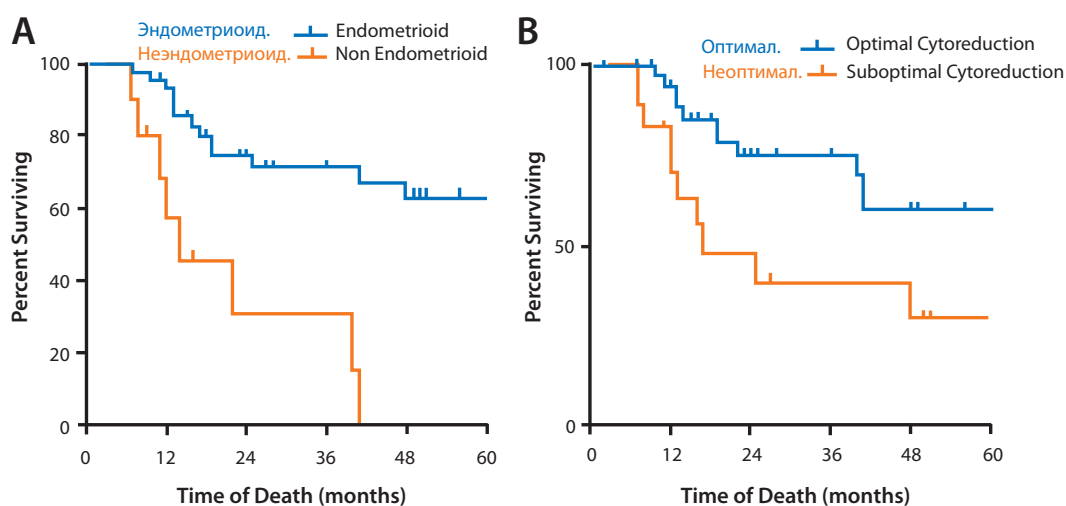 A
Эндометриоид. Endometrioid
Неэндометриоид. Non Endometrioid
100
80
60
40
20
0
Percent Surviving
0 12 24 36 48 60
Time of Death (months)
B
Оптимал. Optimal Cytoreduction
Неоптимал. Suboptimal Cytoreduction
100
50
0
Percent Surviving
0 12 24 36 48 60
Time of Death (months)